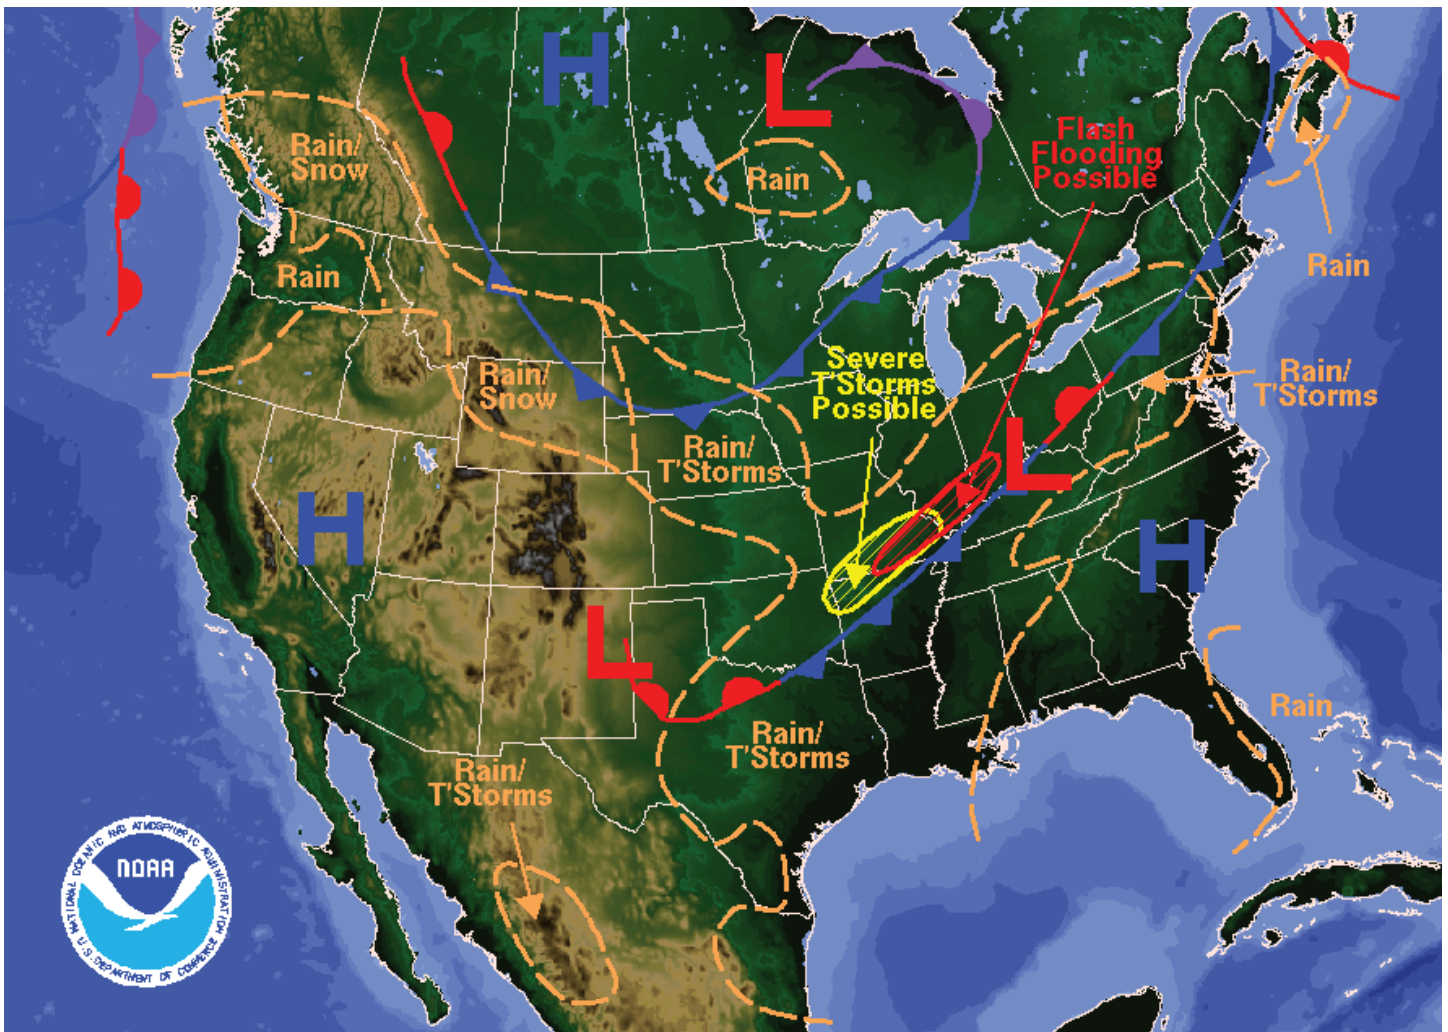 H
L
Flash
Flooding
Possible
Rain/
Snow
Rain
Rain
Rain
Severe
T'Storms
Possible
Rain/
Snow
Rain/
T'Storms
Rain/
T'Storms
L
H
H
L
Rain
Rain/
T'Storms
Rain/
T'Storms
NATIONAL OCEANIC AND ATMOSPHERIC ADMINISTRATION
NOAA
U.S. DEPARTMENT OF COMMERCE